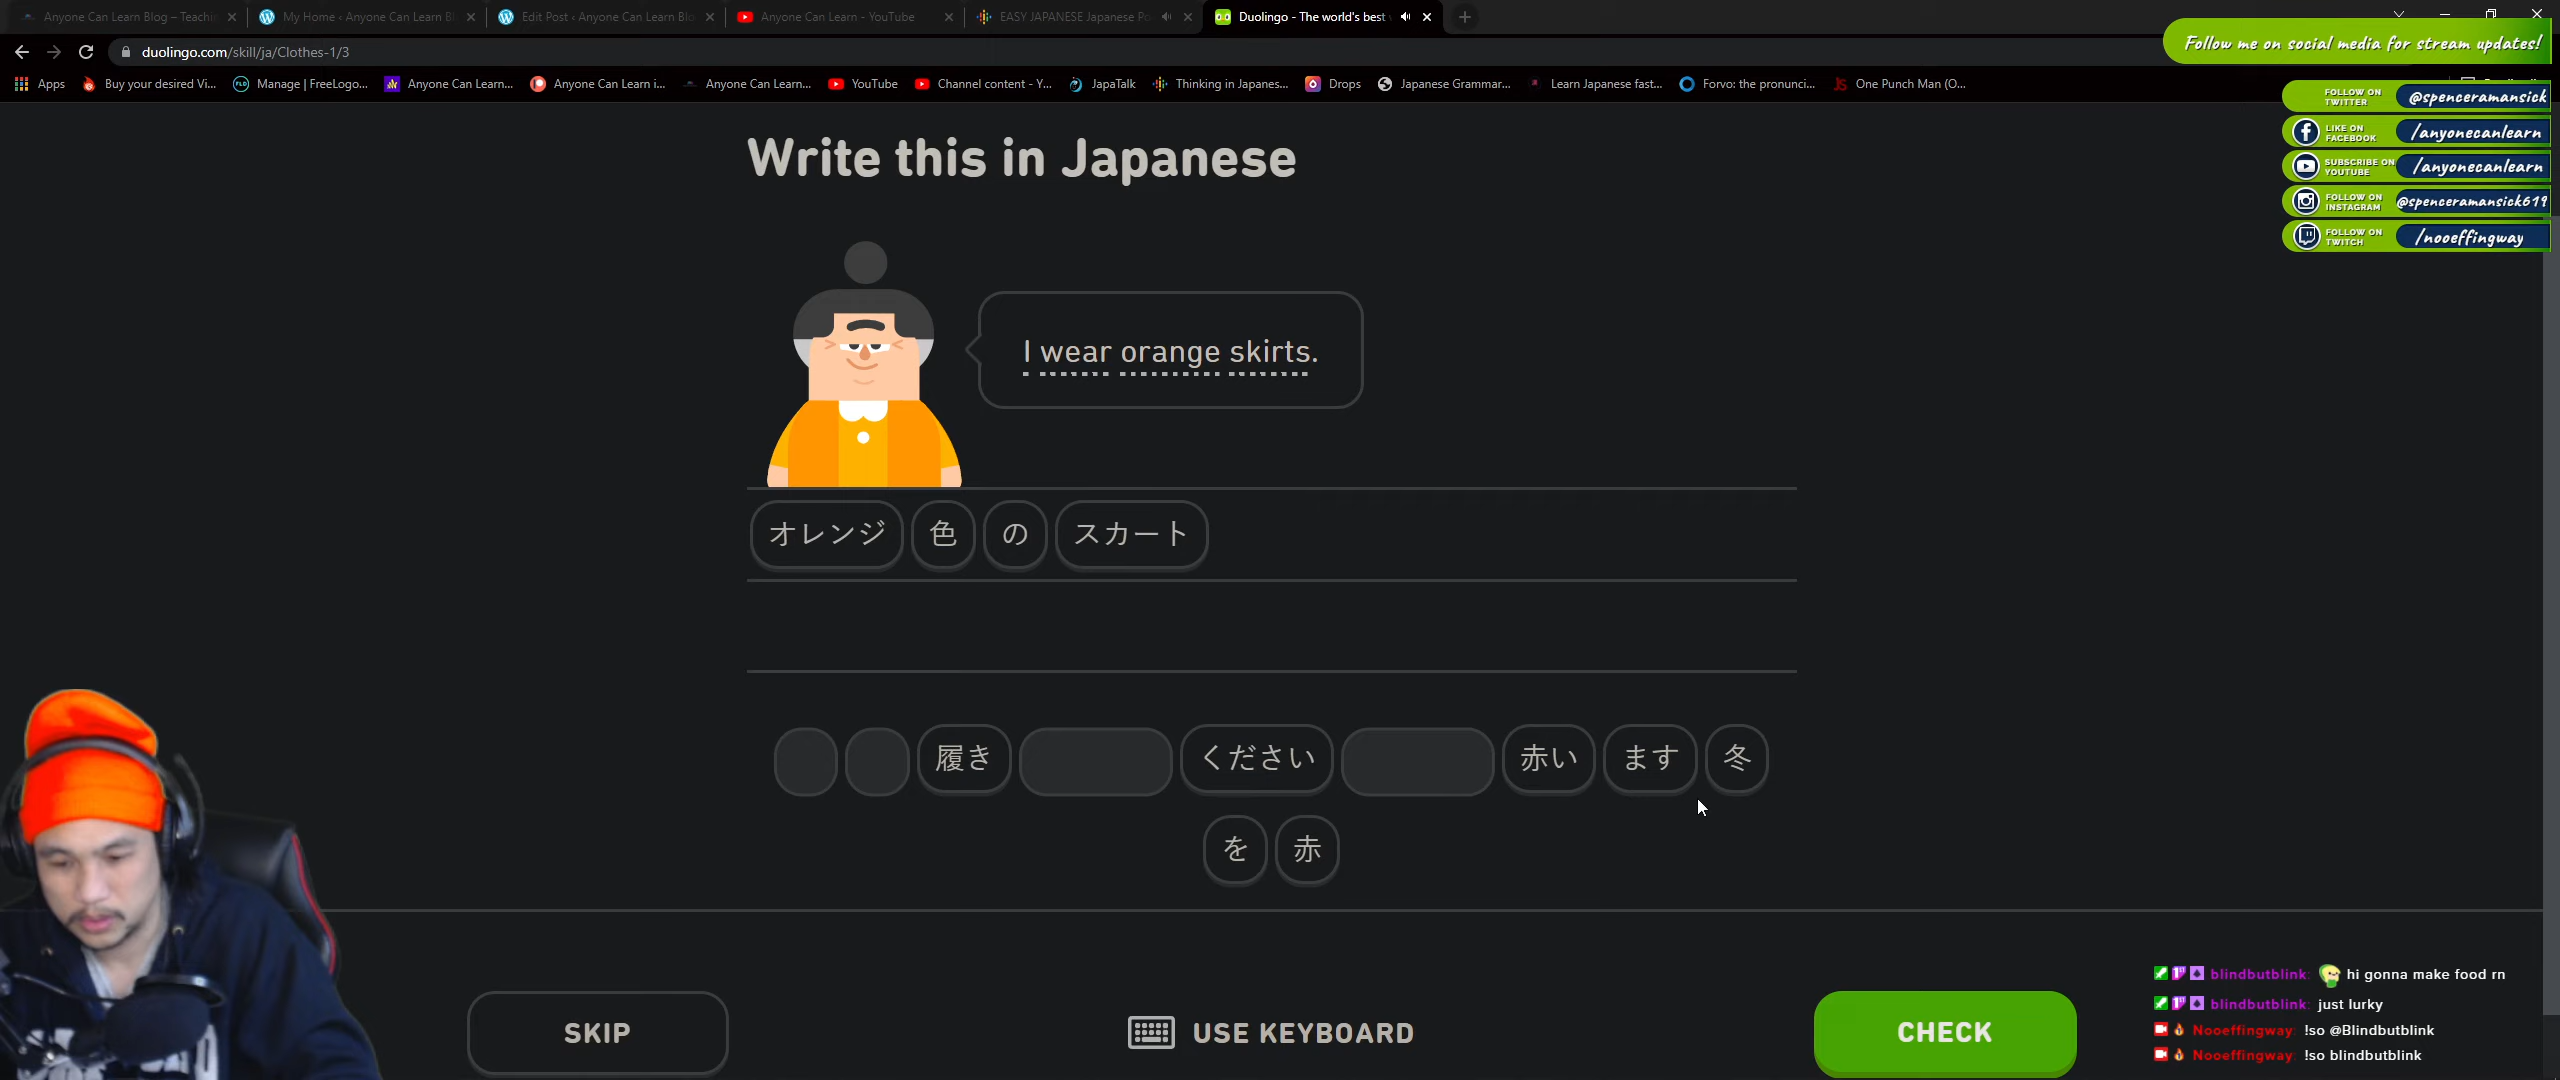 Anyone Can Learn Blog – Teachi
My Home ‹ Anyone Can Learn Bl
Edit Post ‹ Anyone Can Learn Blo
Anyone Can Learn - YouTube
EASY JAPANESE Japanese Po
Duolingo - The world's best
duolingo.com/skill/ja/Clothes-1/3
Apps
Buy your desired Vi...
Manage | FreeLogo...
Anyone Can Learn...
Anyone Can Learn i...
Anyone Can Learn...
YouTube
Channel content - Y...
JapaTalk
Thinking in Japanes...
Drops
Japanese Grammar...
Learn Japanese fast...
Forvo: the pronunci...
One Punch Man (O...
Follow me on social media for stream updates!
FOLLOW ON TWITTER @spenceramansick
LIKE ON FACEBOOK /anyonecanlearn
SUBSCRIBE ON YOUTUBE /anyonecanlearn
FOLLOW ON INSTAGRAM @spenceramansick619
FOLLOW ON TWITCH /nooeffingway
Write this in Japanese
I wear orange skirts.
オレンジ 色 の スカート
履き ください 赤い ます 冬
を 赤
SKIP
USE KEYBOARD
CHECK
blindbutblink: hi gonna make food rn
blindbutblink: just lurky
Nooeffingway: !so @Blindbutblink
Nooeffingway: !so blindbutblink